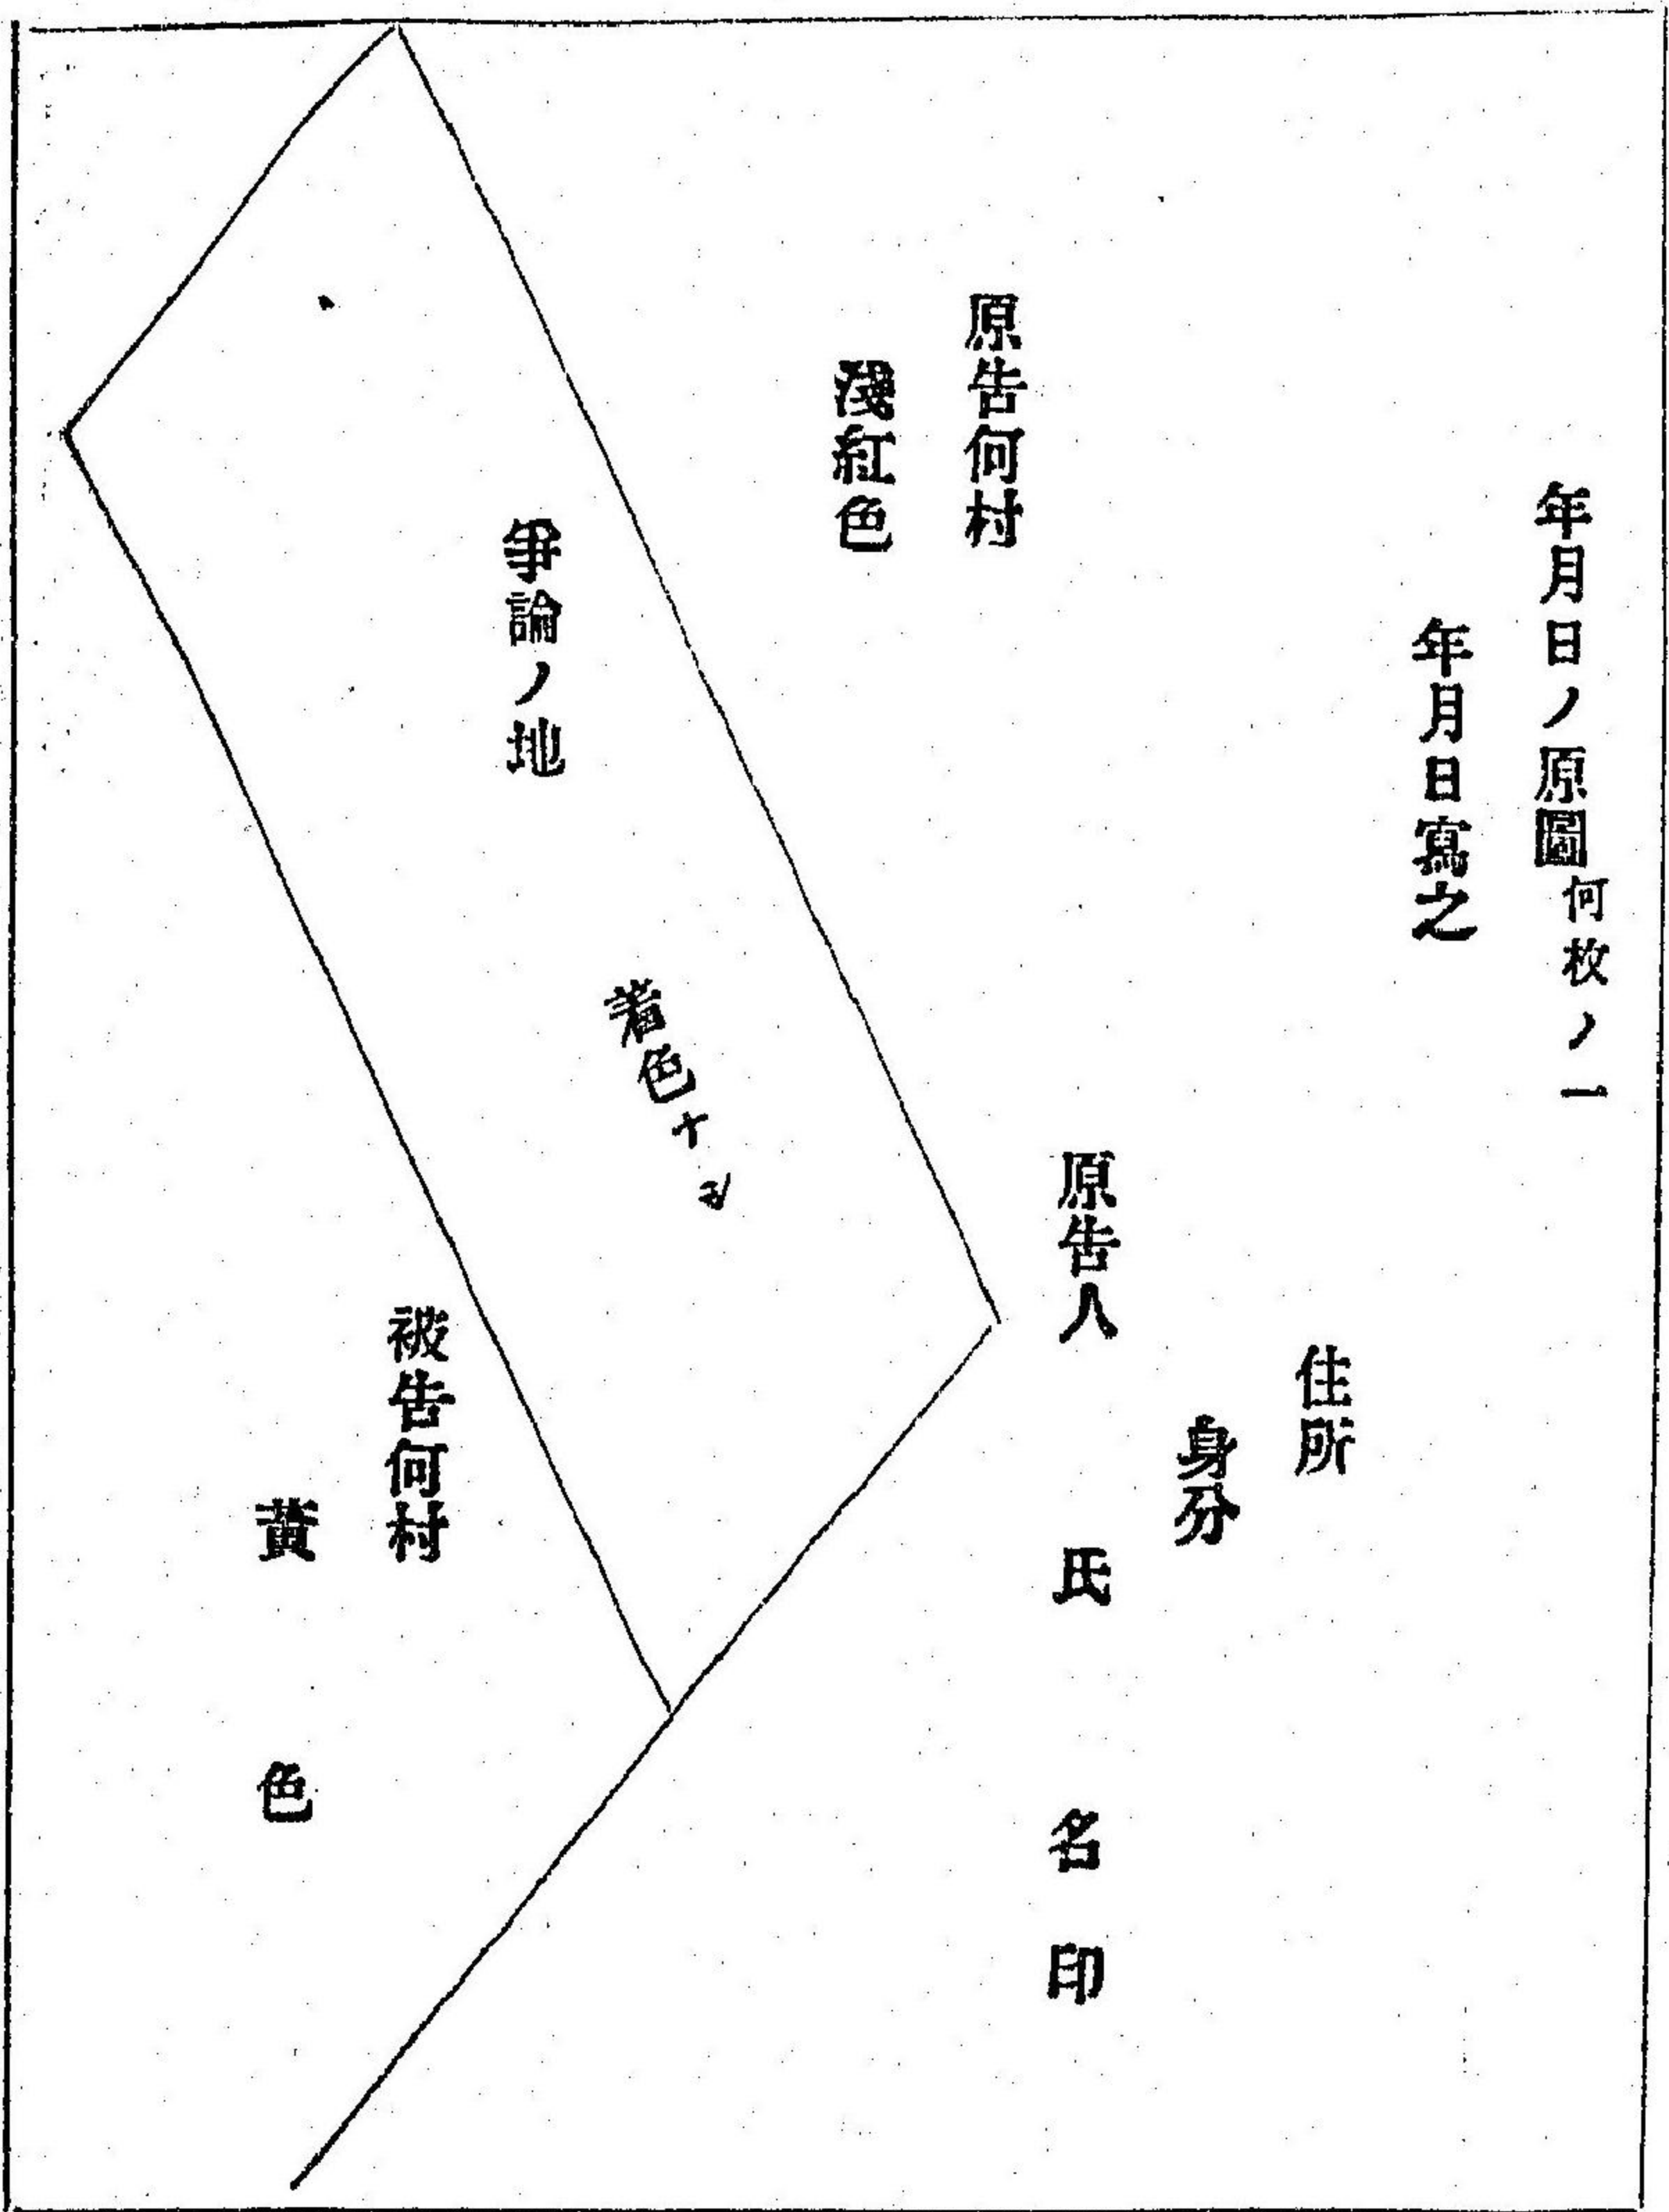 年月日ノ原圖何枚ノ一
年月日寫之
住所
身分
原告人 氏名印
原告何村
淺紅色
爭論ノ地
着色ナシ
被告何村
黃色